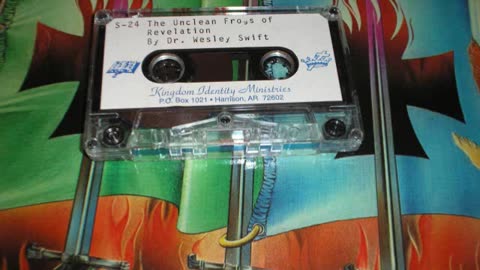 S-24 The Unclean Frogs of
Revelation
By Dr. Wesley Swift
Kingdom Identity Ministries
P.O. Box 1021 • Harrison, AR 72602